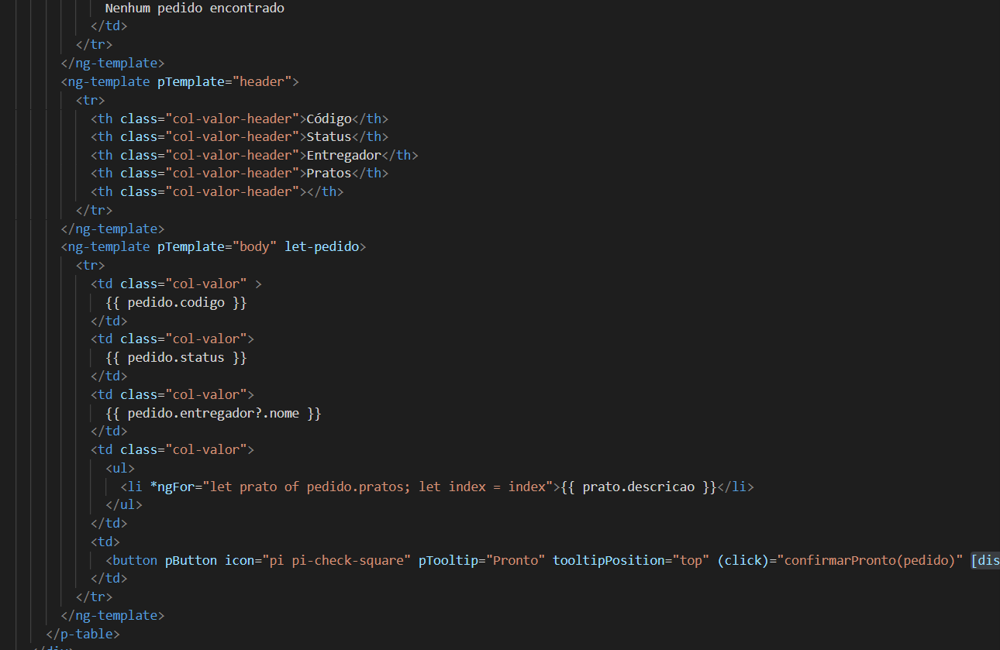 Nenhum pedido encontrado
</td>
</tr>
</ng-template>
<ng-template pTemplate="header">
<tr>
<th class="col-valor-header">Código</th>
<th class="col-valor-header">Status</th>
<th class="col-valor-header">Entregador</th>
<th class="col-valor-header">Pratos</th>
<th class="col-valor-header"></th>
</tr>
</ng-template>
<ng-template pTemplate="body" let-pedido>
<tr>
<td class="col-valor" >
{{ pedido.codigo }}
</td>
<td class="col-valor">
{{ pedido.status }}
</td>
<td class="col-valor">
{{ pedido.entregador?.nome }}
</td>
<td class="col-valor">
<ul>
<li *ngFor="let prato of pedido.pratos; let index = index">{{ prato.descricao }}</li>
</ul>
</td>
<td>
<button pButton icon="pi pi-check-square" pTooltip="Pronto" tooltipPosition="top" (click)="confirmarPronto(pedido)" [dis
</td>
</tr>
</ng-template>
</p-table>